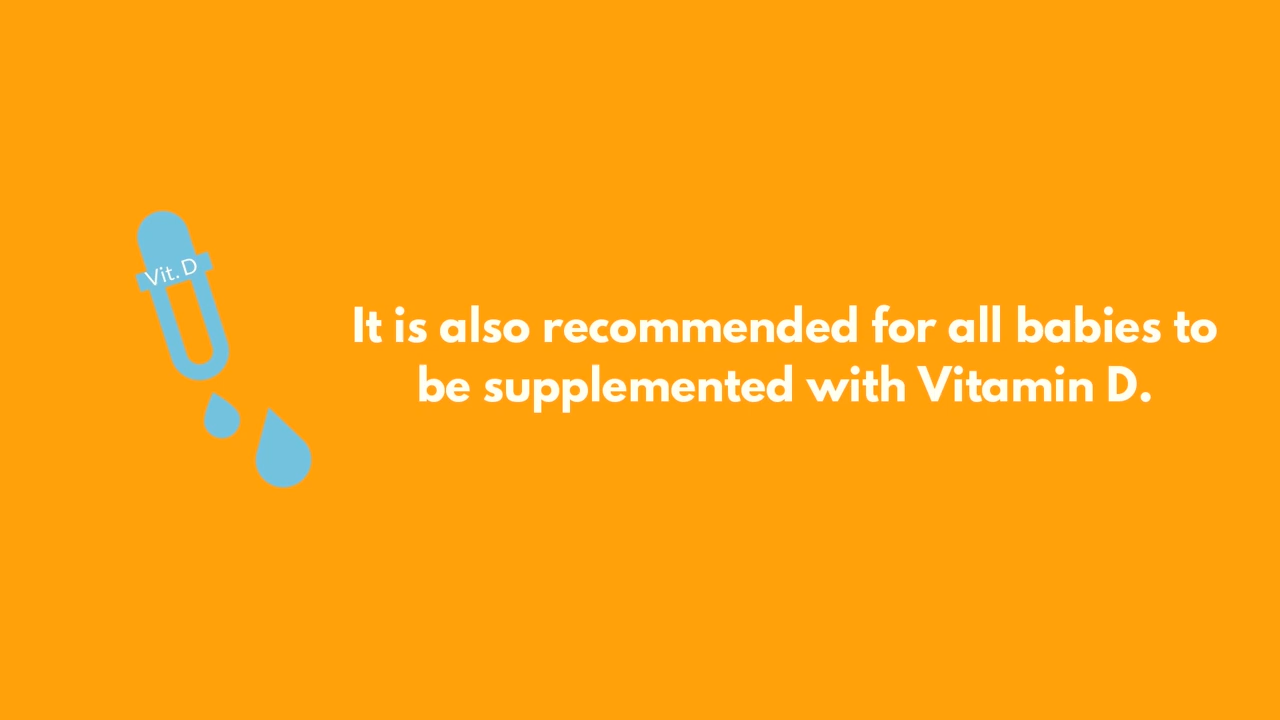 Vit. D
It is also recommended for all babies to
be supplemented with Vitamin D.